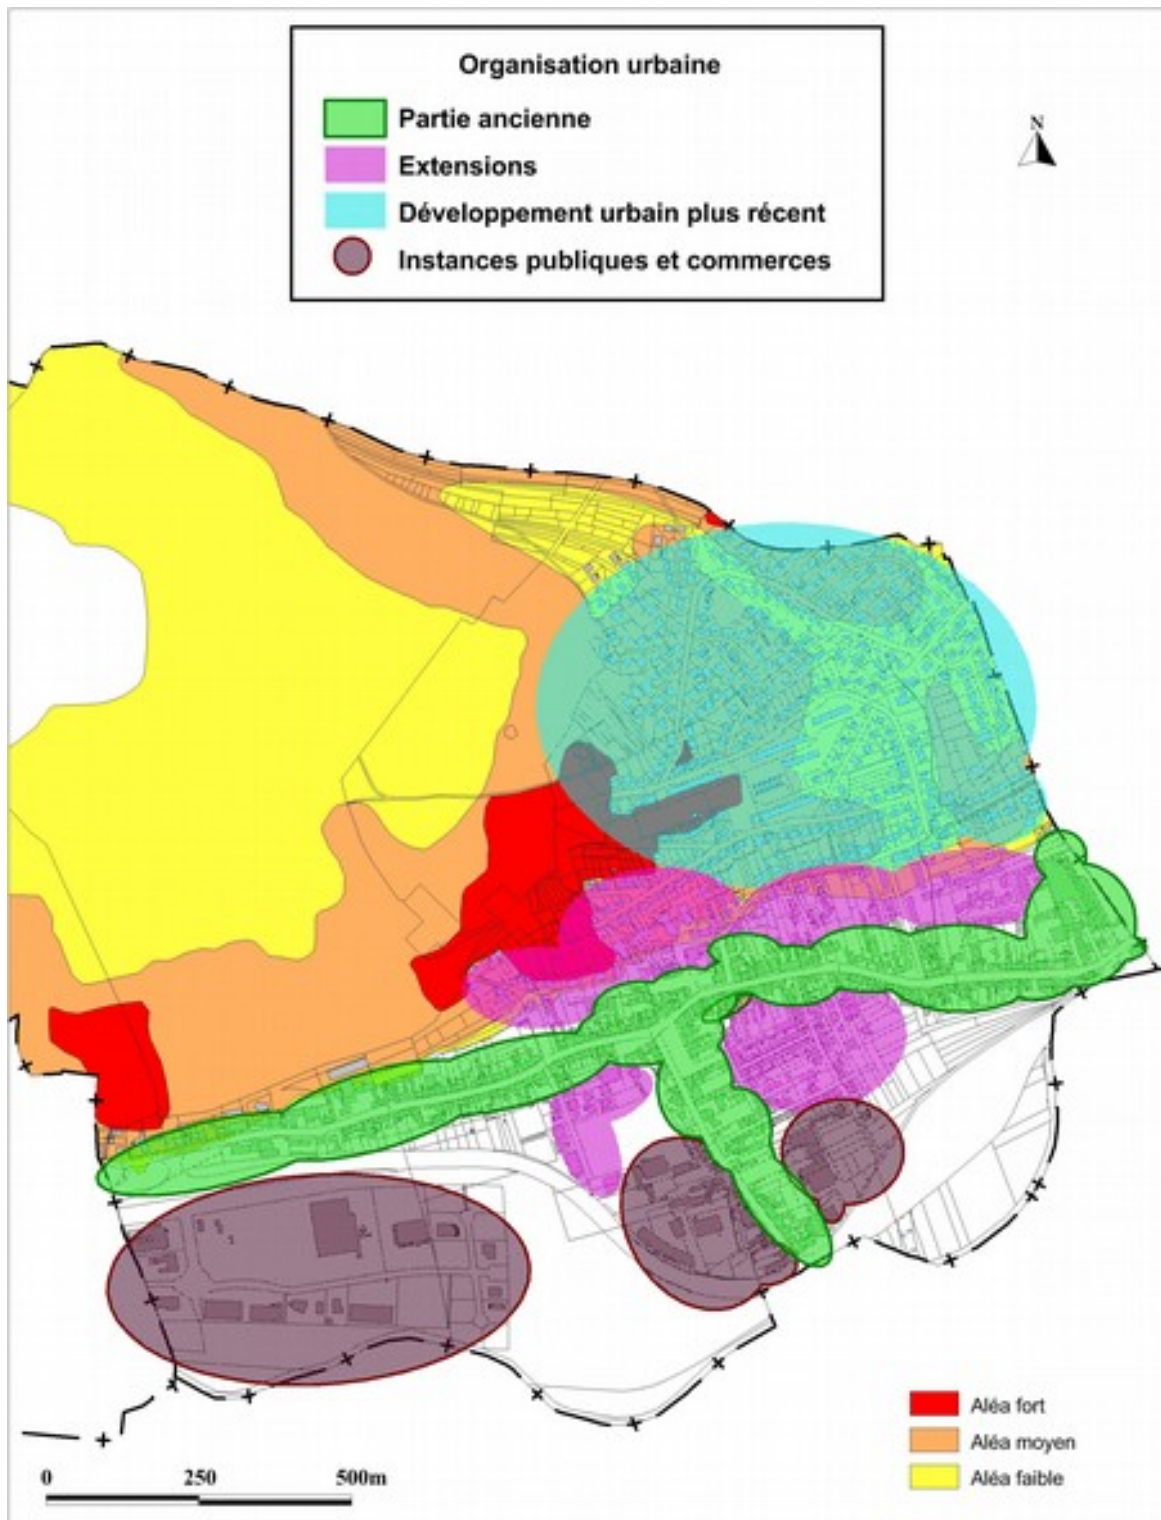 Organisation urbaine
Partie ancienne
Extensions
Développement urbain plus récent
Instances publiques et commerces
N
Aléa fort
Aléa moyen
Aléa faible
0 250 500m